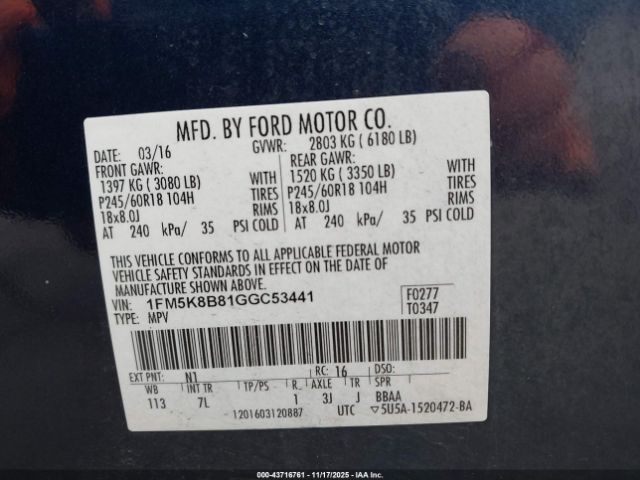 MFD. BY FORD MOTOR CO.
DATE: 03/16 GVWR: 2803 KG ( 6180 LB)
FRONT GAWR: REAR GAWR:
1397 KG ( 3080 LB) WITH 1520 KG ( 3350 LB) WITH
P245/60R18 104H TIRES P245/60R18 104H TIRES
18x8.0J RIMS 18x8.0J RIMS
AT 240 kPa/ 35 PSI COLD AT 240 kPa/ 35 PSI COLD
THIS VEHICLE CONFORMS TO ALL APPLICABLE FEDERAL MOTOR
VEHICLE SAFETY STANDARDS IN EFFECT ON THE DATE OF
MANUFACTURE SHOWN ABOVE.
VIN: 1FM5K8B81GGC53441 F0277
TYPE: MPV T0347
EXT PNT: N1 RC: 16 DSO:
WB INT TR TP/PS R AXLE TR SPR
113 7L 1 3J J BBAA
1201603120887 UTC ▽5U5A-1520472-BA
000-43716761 - 11/17/2025 - IAA Inc.